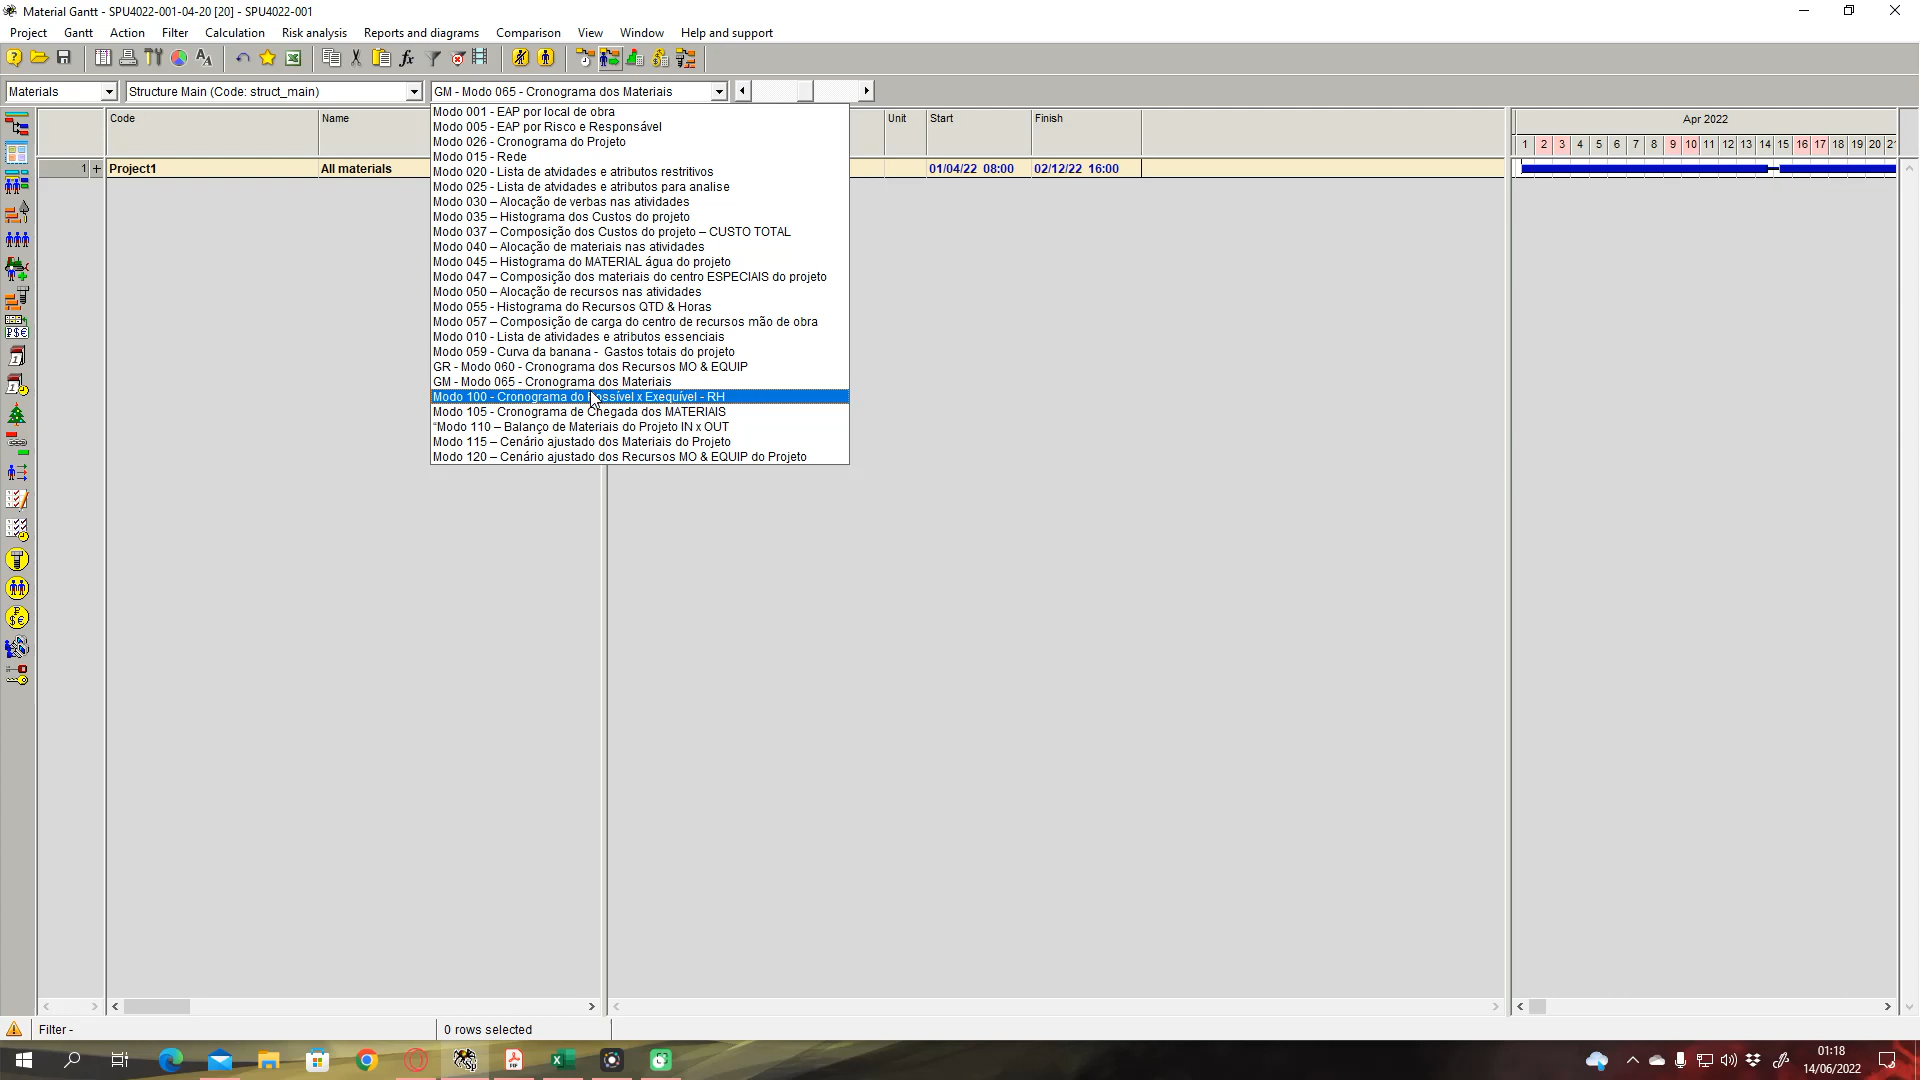 Material Gantt - SPU4022-001-04-20 [20] - SPU4022-001
Project Gantt Action Filter Calculation Risk analysis Reports and diagrams Comparison View Window Help and support
Materials Structure Main (Code: struct_main) GM - Modo 065 - Cronograma dos Materiais
Modo 001 - EAP por local de obra
Modo 005 - EAP por Risco e Responsável
Modo 026 - Cronograma do Projeto
Modo 015 - Rede
Modo 020 - Lista de atvidades e atributos restritivos
Modo 025 - Lista de atvidades e atributos para analise
Modo 030 – Alocação de verbas nas atividades
Modo 035 – Histograma dos Custos do projeto
Modo 037 – Composição dos Custos do projeto – CUSTO TOTAL
Modo 040 – Alocação de materiais nas atividades
Modo 045 – Histograma do MATERIAL água do projeto
Modo 047 – Composição dos materiais do centro ESPECIAIS do projeto
Modo 050 – Alocação de recursos nas atividades
Modo 055 - Histograma do Recursos QTD & Horas
Modo 057 – Composição de carga do centro de recursos mão de obra
Modo 010 - Lista de atividades e atributos essenciais
Modo 059 - Curva da banana - Gastos totais do projeto
GR - Modo 060 - Cronograma dos Recursos MO & EQUIP
GM - Modo 065 - Cronograma dos Materiais
Modo 100 - Cronograma do Possível x Exequível - RH
Modo 105 - Cronograma de Chegada dos MATERIAIS
“Modo 110 – Balanço de Materiais do Projeto IN x OUT
Modo 115 – Cenário ajustado dos Materiais do Projeto
Modo 120 – Cenário ajustado dos Recursos MO & EQUIP do Projeto
Code Name Unit Start Finish Apr 2022
1 2 3 4 5 6 7 8 9 10 11 12 13 14 15 16 17 18 19 20
1 + Project1 All materials 01/04/22 08:00 02/12/22 16:00
Filter - 0 rows selected
01:18
14/06/2022